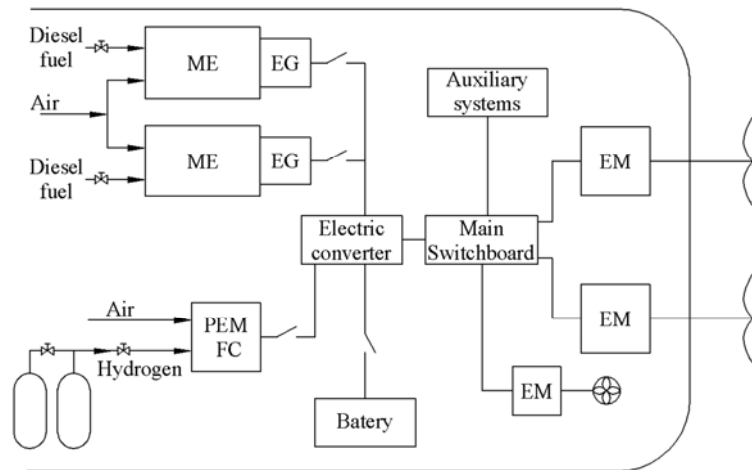 Diesel
fuel
ME
EG
Air
Diesel
fuel
ME
EG
Auxiliary
systems
EM
Electric
converter
Main
Switchboard
EM
Air
PEM
FC
Hydrogen
EM
Batery